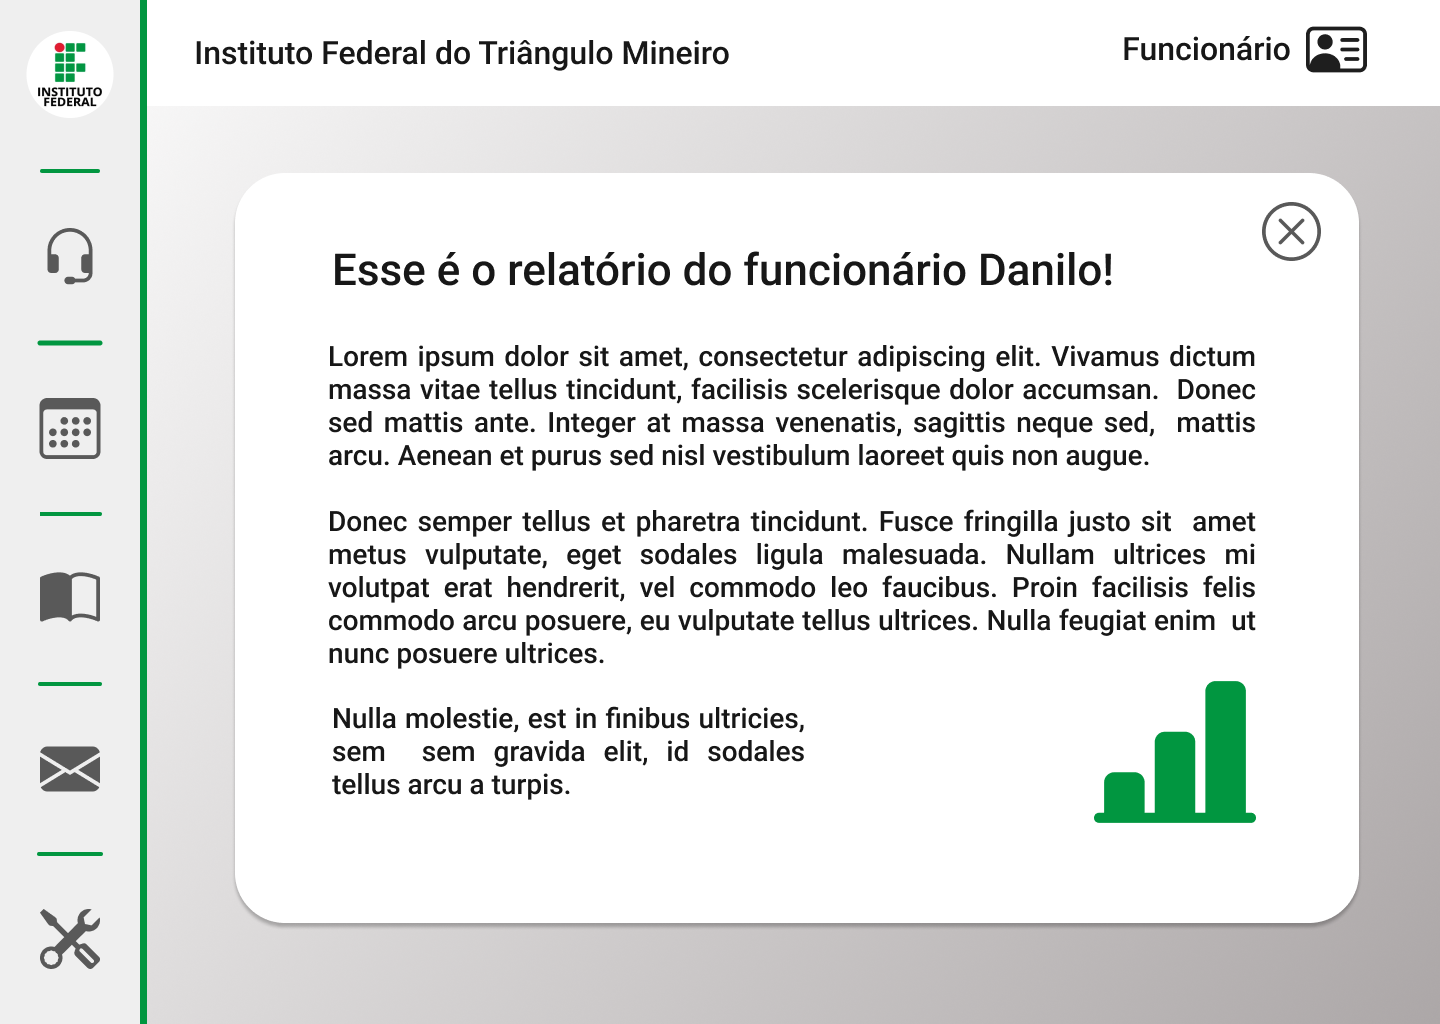 INSTITUTO
FEDERAL
Instituto Federal do Triângulo Mineiro
Funcionário
Esse é o relatório do funcionário Danilo!
Lorem ipsum dolor sit amet, consectetur adipiscing elit. Vivamus dictum
massa vitae tellus tincidunt, facilisis scelerisque dolor accumsan. Donec
sed mattis ante. Integer at massa venenatis, sagittis neque sed, mattis
arcu. Aenean et purus sed nisl vestibulum laoreet quis non augue.
Donec semper tellus et pharetra tincidunt. Fusce fringilla justo sit amet
metus vulputate, eget sodales ligula malesuada. Nullam ultrices mi
volutpat erat hendrerit, vel commodo leo faucibus. Proin facilisis felis
commodo arcu posuere, eu vulputate tellus ultrices. Nulla feugiat enim ut
nunc posuere ultrices.
Nulla molestie, est in finibus ultricies,
sem sem gravida elit, id sodales
tellus arcu a turpis.